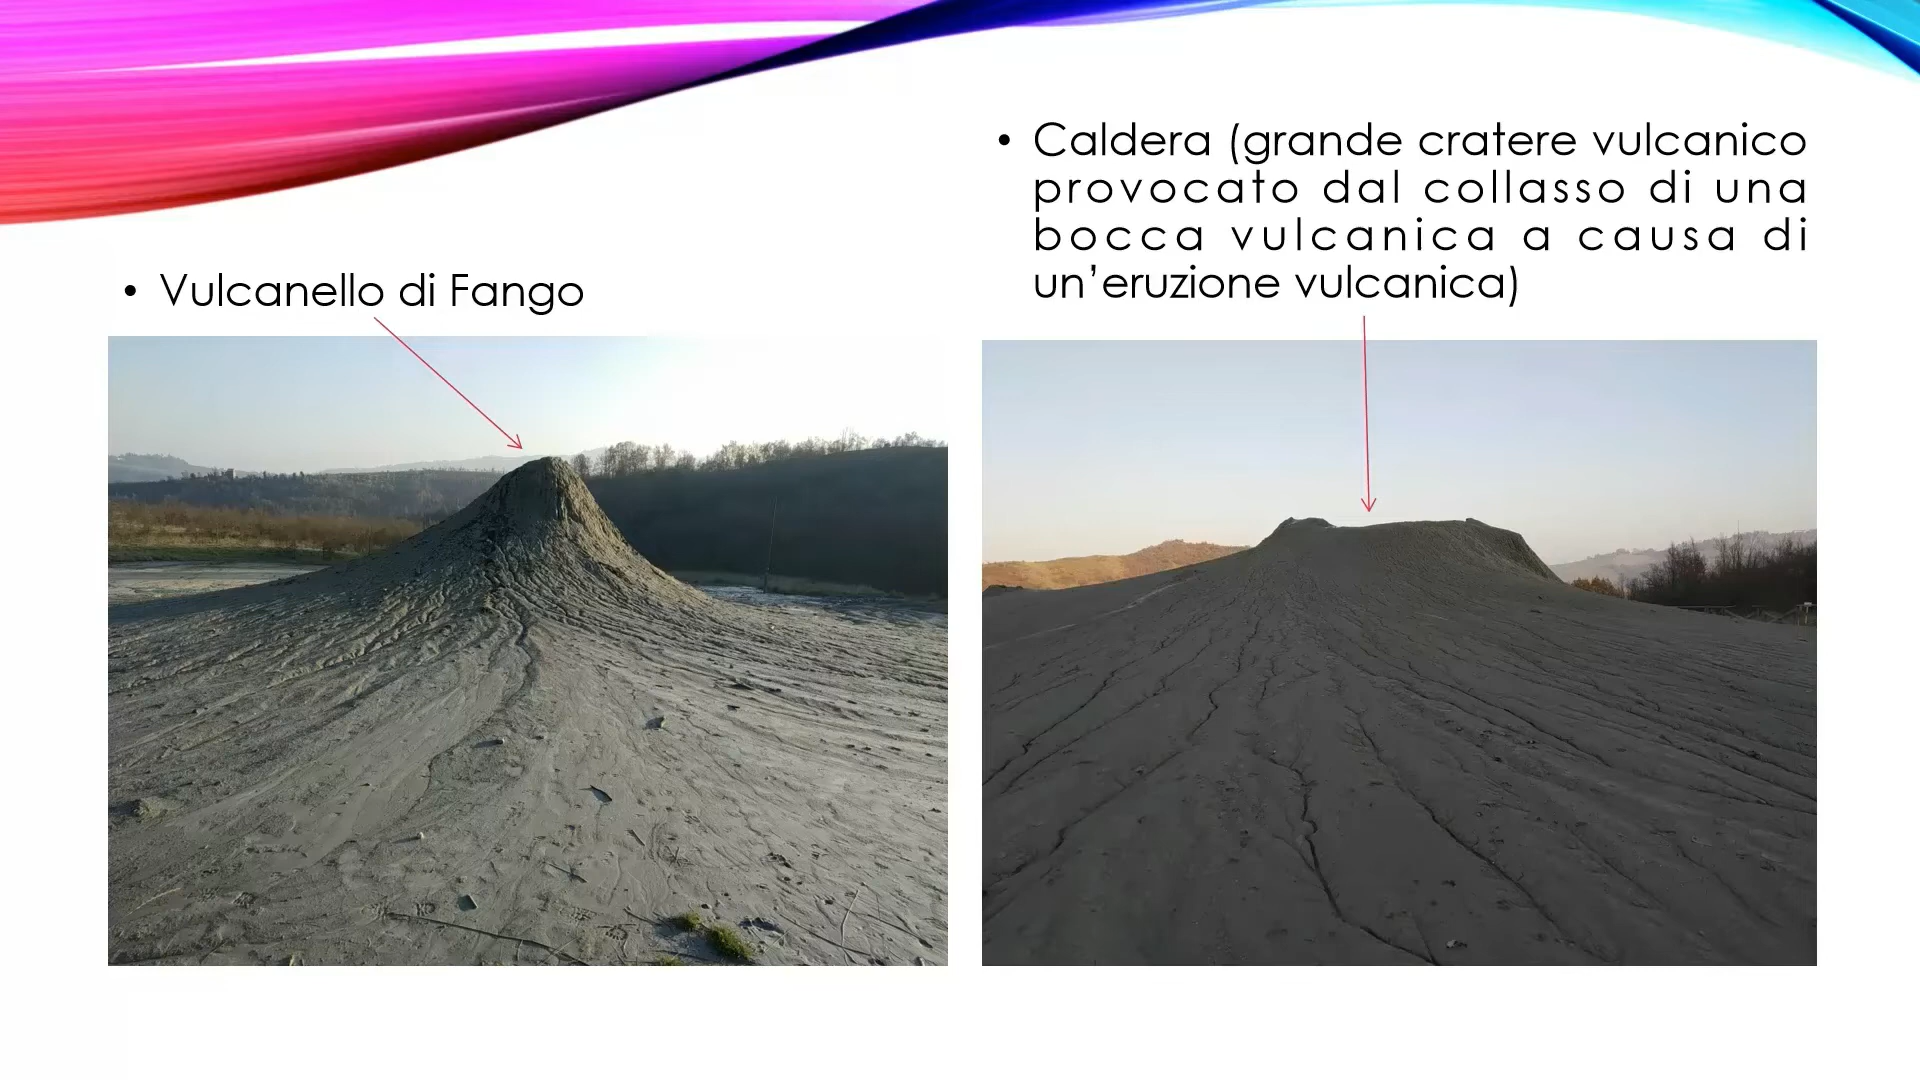 • Vulcanello di Fango
• Caldera (grande cratere vulcanico
provocato dal collasso di una
bocca vulcanica a causa di
un’eruzione vulcanica)